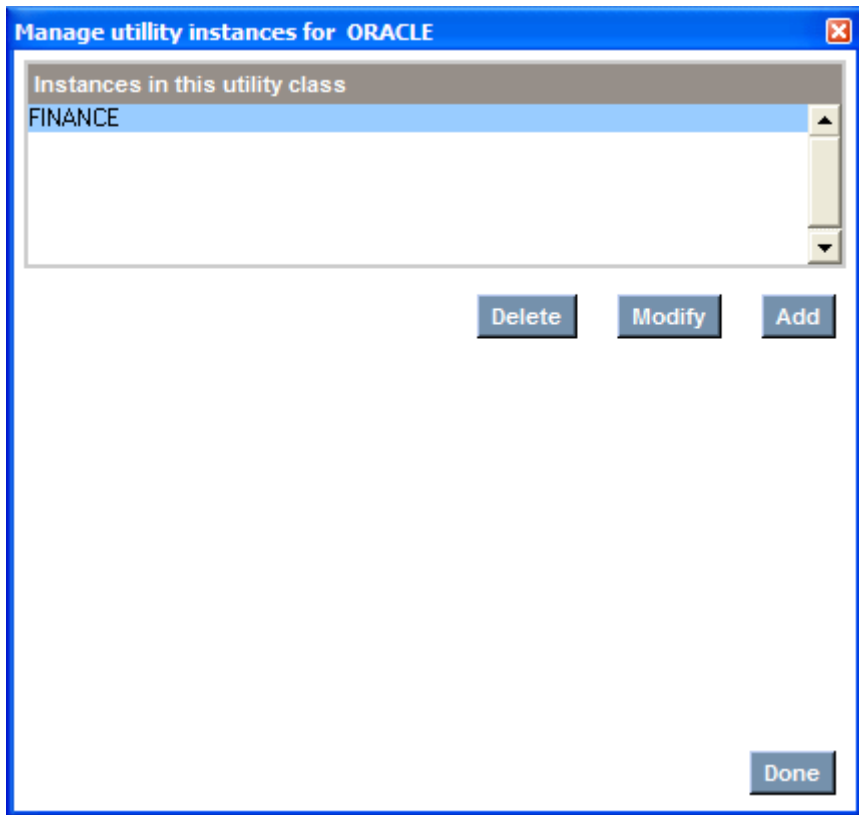 Manage utillity instances for ORACLE
Instances in this utility class
FINANCE
Delete Modify Add
Done